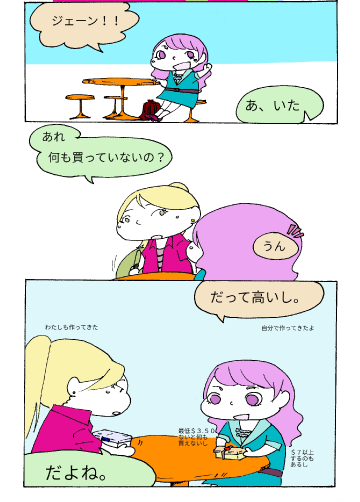 ジェーン！！
あ、いた
あれ
何も買っていないの？
うん
だって高いし。
わたしも作ってきた
自分で作ってきたよ
最低＄３.５０
ないと何も
買えないし
＄７以上
するのも
あるし
だよね。